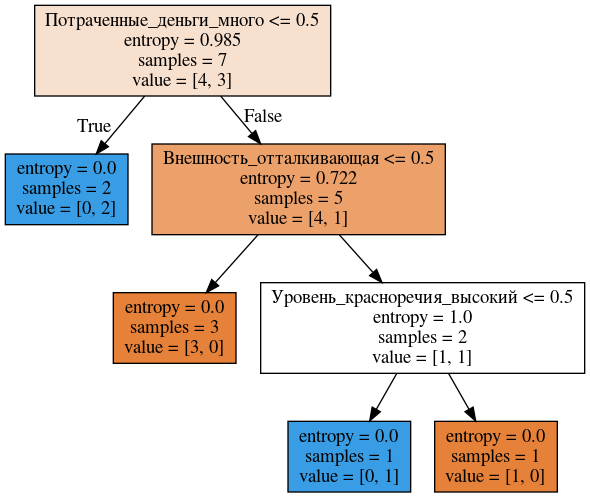 Потраченные_деньги_много <= 0.5
entropy = 0.985
samples = 7
value = [4, 3]
True
False
entropy = 0.0
samples = 2
value = [0, 2]
Внешность_отталкивающая <= 0.5
entropy = 0.722
samples = 5
value = [4, 1]
entropy = 0.0
samples = 3
value = [3, 0]
Уровень_красноречия_высокий <= 0.5
entropy = 1.0
samples = 2
value = [1, 1]
entropy = 0.0
samples = 1
value = [0, 1]
entropy = 0.0
samples = 1
value = [1, 0]